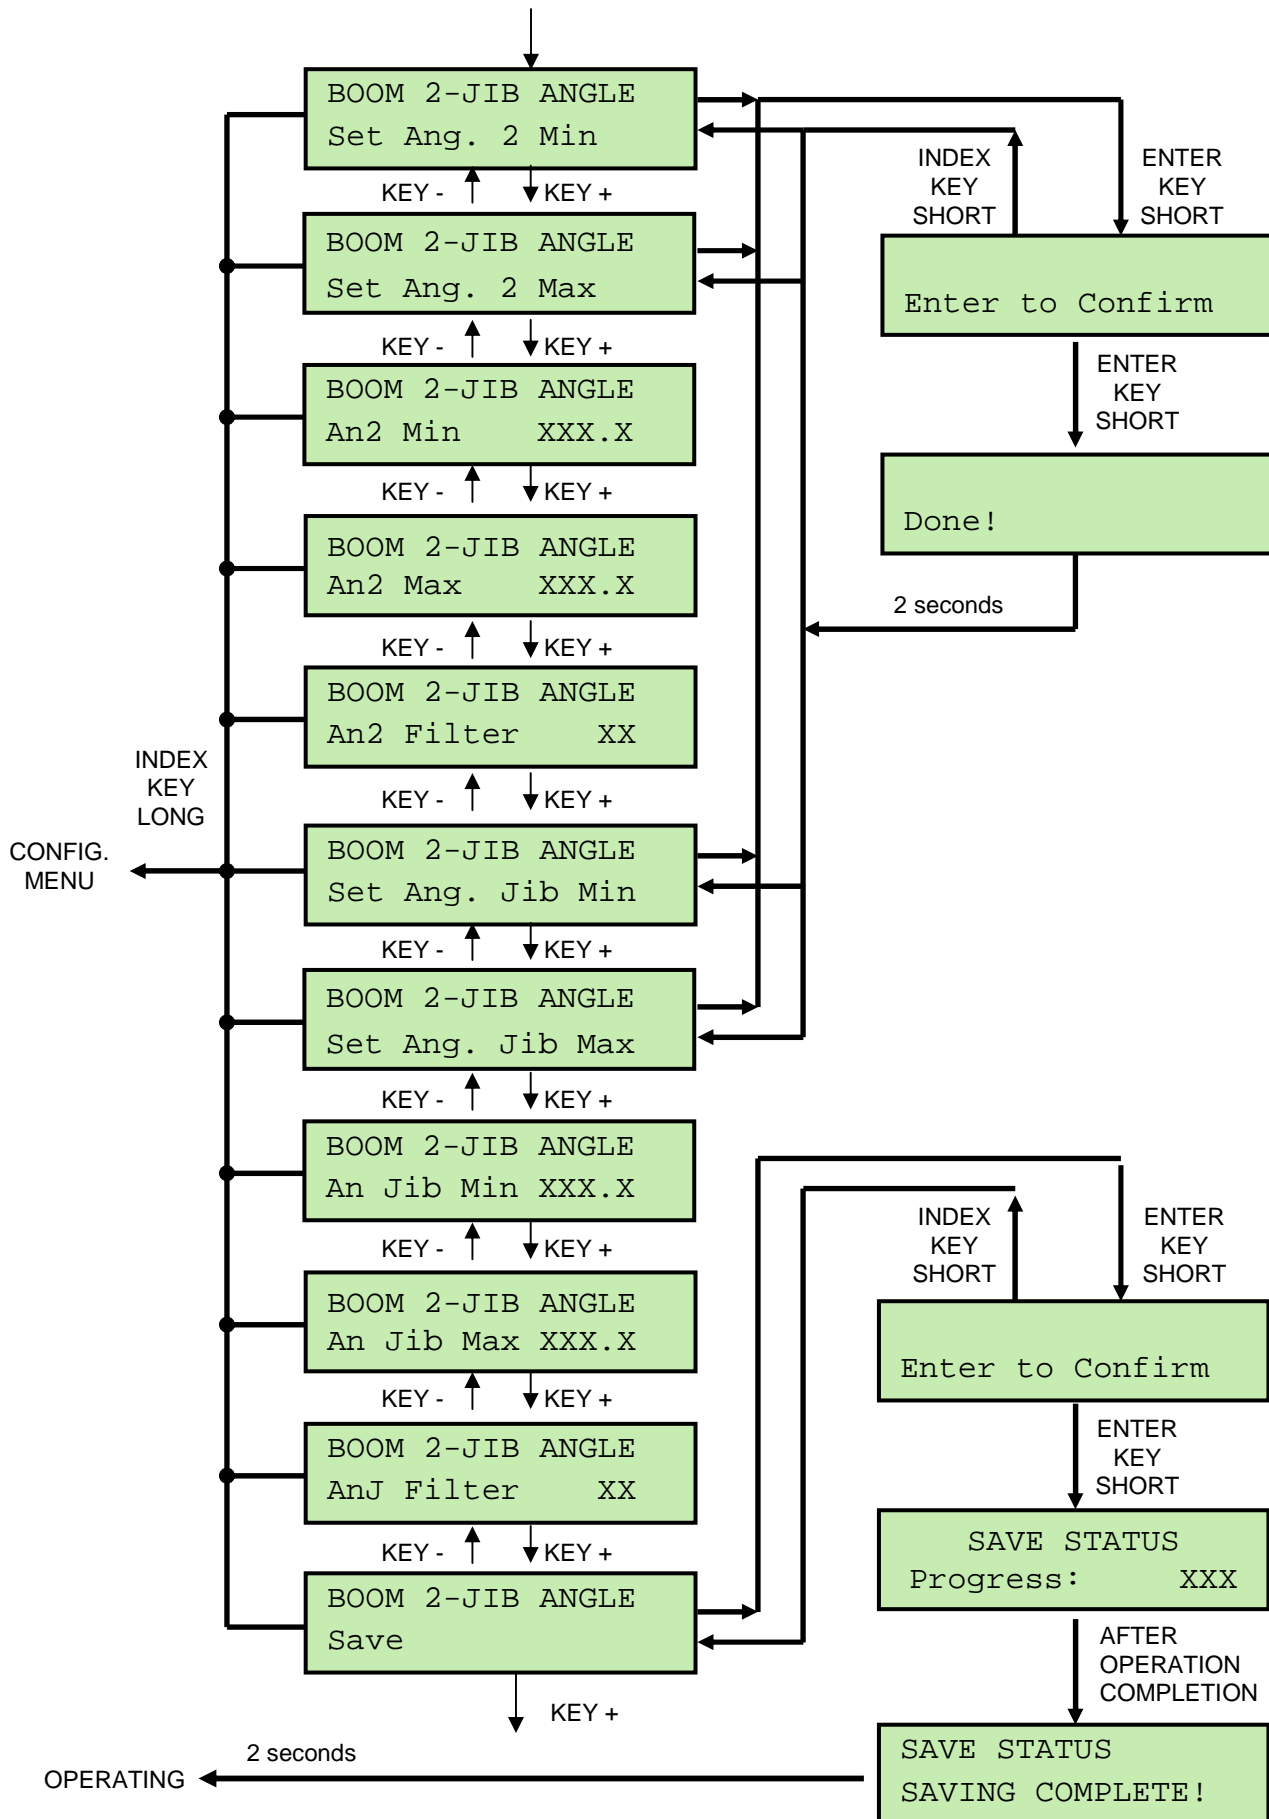 BOOM 2-JIB ANGLE
Set Ang. 2 Min
KEY -
KEY +
BOOM 2-JIB ANGLE
Set Ang. 2 Max
KEY -
KEY +
BOOM 2-JIB ANGLE
An2 Min XXX.X
KEY -
KEY +
BOOM 2-JIB ANGLE
An2 Max XXX.X
KEY -
KEY +
BOOM 2-JIB ANGLE
An2 Filter XX
KEY -
KEY +
BOOM 2-JIB ANGLE
Set Ang. Jib Min
KEY -
KEY +
BOOM 2-JIB ANGLE
Set Ang. Jib Max
KEY -
KEY +
BOOM 2-JIB ANGLE
An Jib Min XXX.X
KEY -
KEY +
BOOM 2-JIB ANGLE
An Jib Max XXX.X
KEY -
KEY +
BOOM 2-JIB ANGLE
AnJ Filter XX
KEY -
KEY +
BOOM 2-JIB ANGLE
Save
KEY +
INDEX
KEY
LONG
CONFIG.
MENU
INDEX
KEY
SHORT
ENTER
KEY
SHORT
Enter to Confirm
ENTER
KEY
SHORT
Done!
2 seconds
INDEX
KEY
SHORT
ENTER
KEY
SHORT
Enter to Confirm
ENTER
KEY
SHORT
SAVE STATUS
Progress: XXX
AFTER
OPERATION
COMPLETION
SAVE STATUS
SAVING COMPLETE!
2 seconds
OPERATING